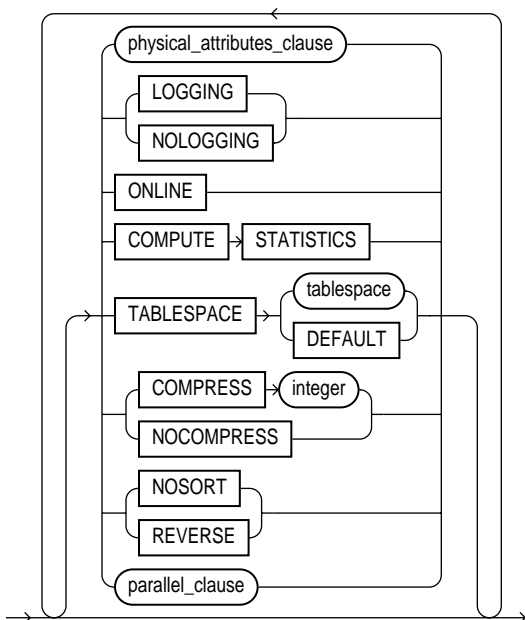 physical_attributes_clause
LOGGING
NOLOGGING
ONLINE
COMPUTE STATISTICS
tablespace
TABLESPACE
DEFAULT
COMPRESS integer
NOCOMPRESS
NOSORT
REVERSE
parallel_clause